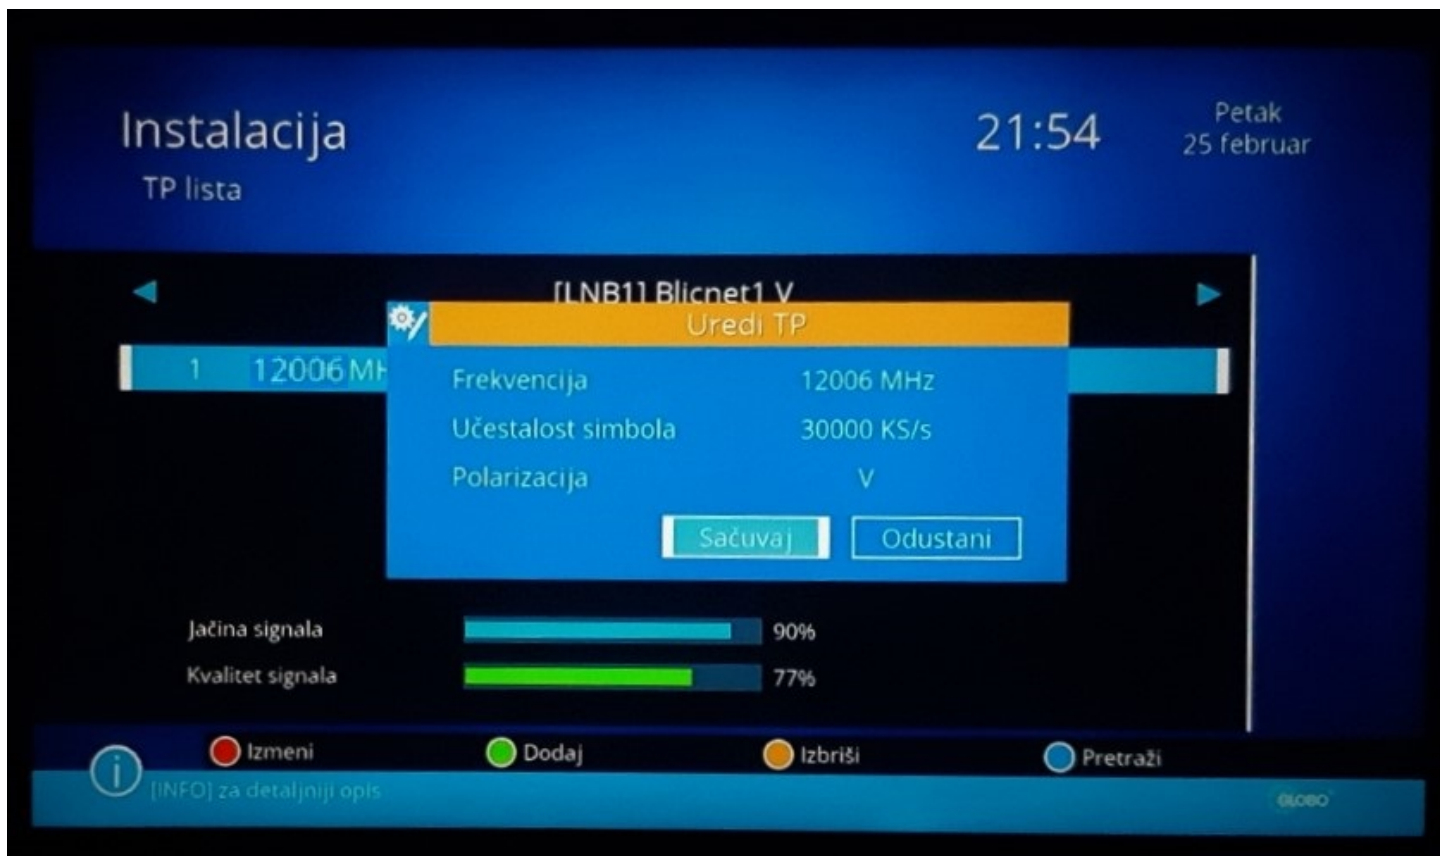 Instalacija
21:54
Petak
25 februar
TP lista
[LNB1] Blicnet1 V
Uredi TP
1 12006 MH
Frekvencija 12006 MHz
Učestalost simbola 30000 KS/s
Polarizacija V
Sačuvaj Odustani
Jačina signala 90%
Kvalitet signala 77%
Izmeni Dodaj Izbriši Pretraži
i
[INFO] za detaljniji opis
GLOBO